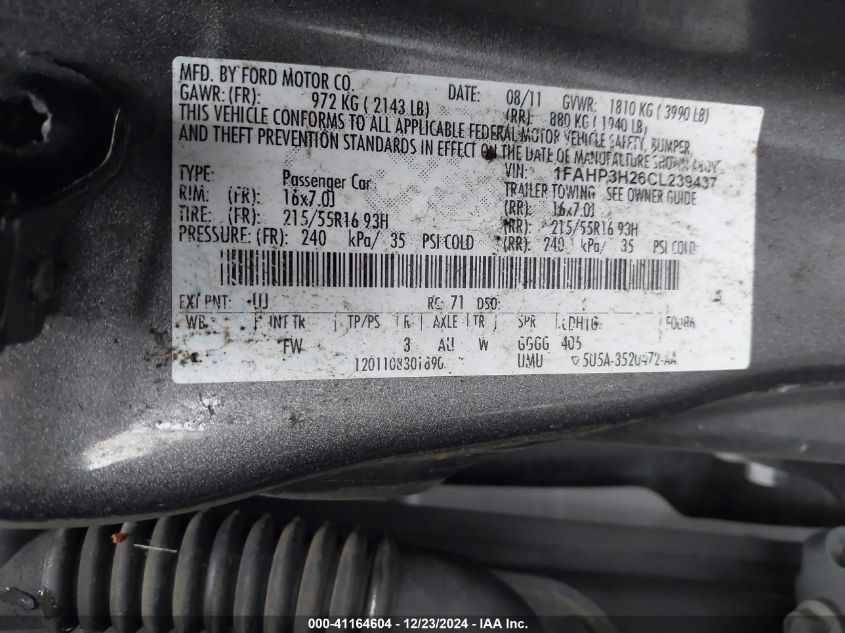 MFD. BY FORD MOTOR CO.
DATE: 08/11 GVWR: 1810 KG ( 3990 LB)
GAWR: (FR): 972 KG ( 2143 LB) (RR): 880 KG ( 1940 LB)
THIS VEHICLE CONFORMS TO ALL APPLICABLE FEDERAL MOTOR VEHICLE SAFETY, BUMPER
AND THEFT PREVENTION STANDARDS IN EFFECT ON THE DATE OF MANUFACTURE SHOWN ABOVE.
VIN: 1FAHP3H26CL239437
TYPE: Passenger Car TRAILER TOWING SEE OWNER GUIDE
RIM: (FR): 16x7.0J (RR): 16x7.0J
TIRE: (FR): 215/55R16 93H (RR): 215/55R16 93H
PRESSURE: (FR): 240 kPa/ 35 PSI COLD (RR): 240 kPa/ 35 PSI COLD
EXT PNT: UJ RC: 71 DSO:
WB INT TR TP/PS R AXLE TR SPR
FW 3 AU W GGGG 405
UMU 5U5A-3520472-AA
000-41164604 / 12/23/2024 - IAA Inc.